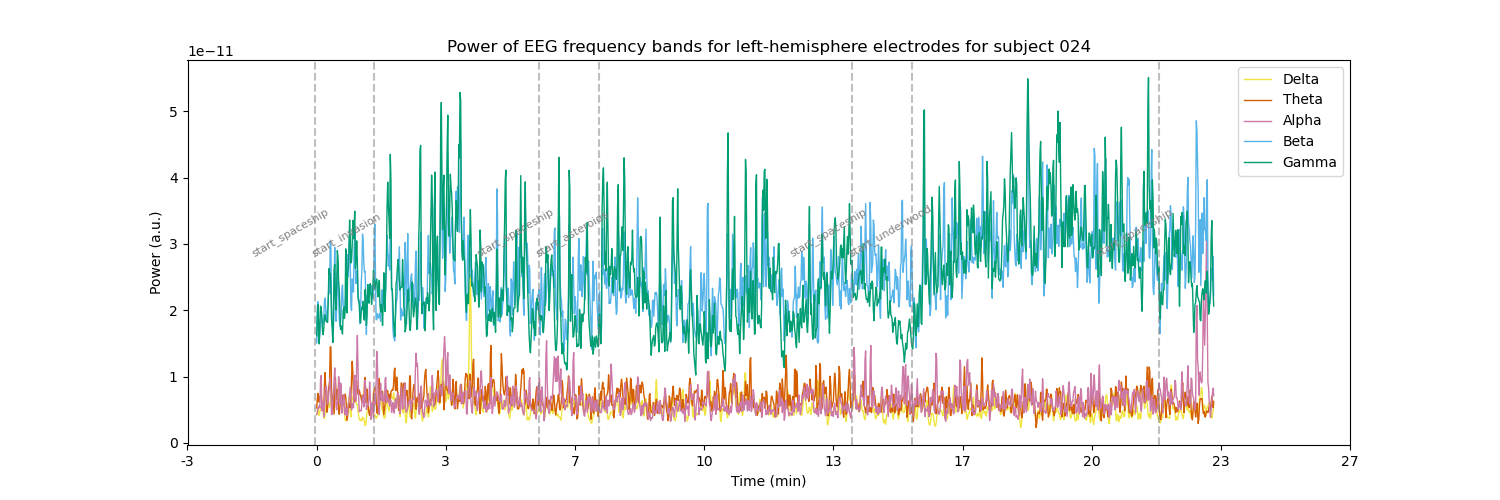 Power of EEG frequency bands for left-hemisphere electrodes for subject 024
1e−11
Power (a.u.)
5
4
3
2
1
0
start_spaceship
start_invasion
start_spaceship
start_asteroids
start_spaceship
start_underwood
start_spaceship
Delta
Theta
Alpha
Beta
Gamma
-3
0
3
7
10
13
17
20
23
27
Time (min)